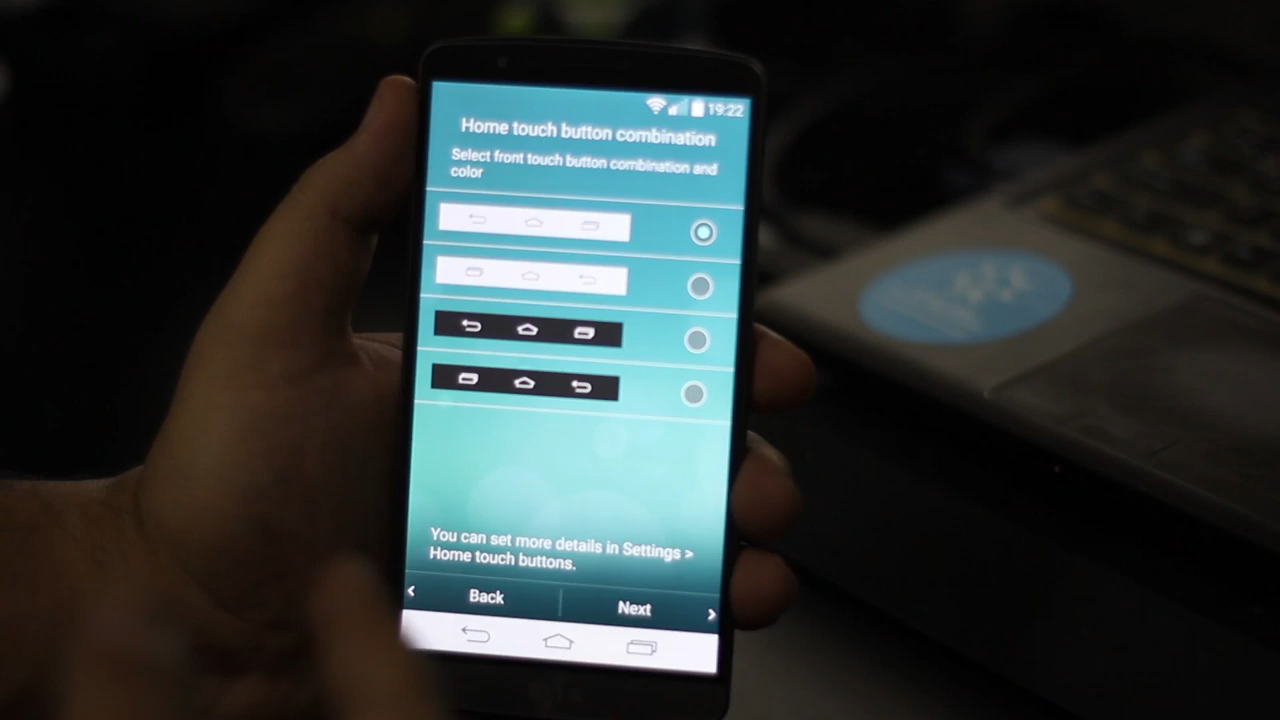 19:22
Home touch button combination
Select front touch button combination and
color
You can set more details in Settings >
Home touch buttons.
< Back Next >